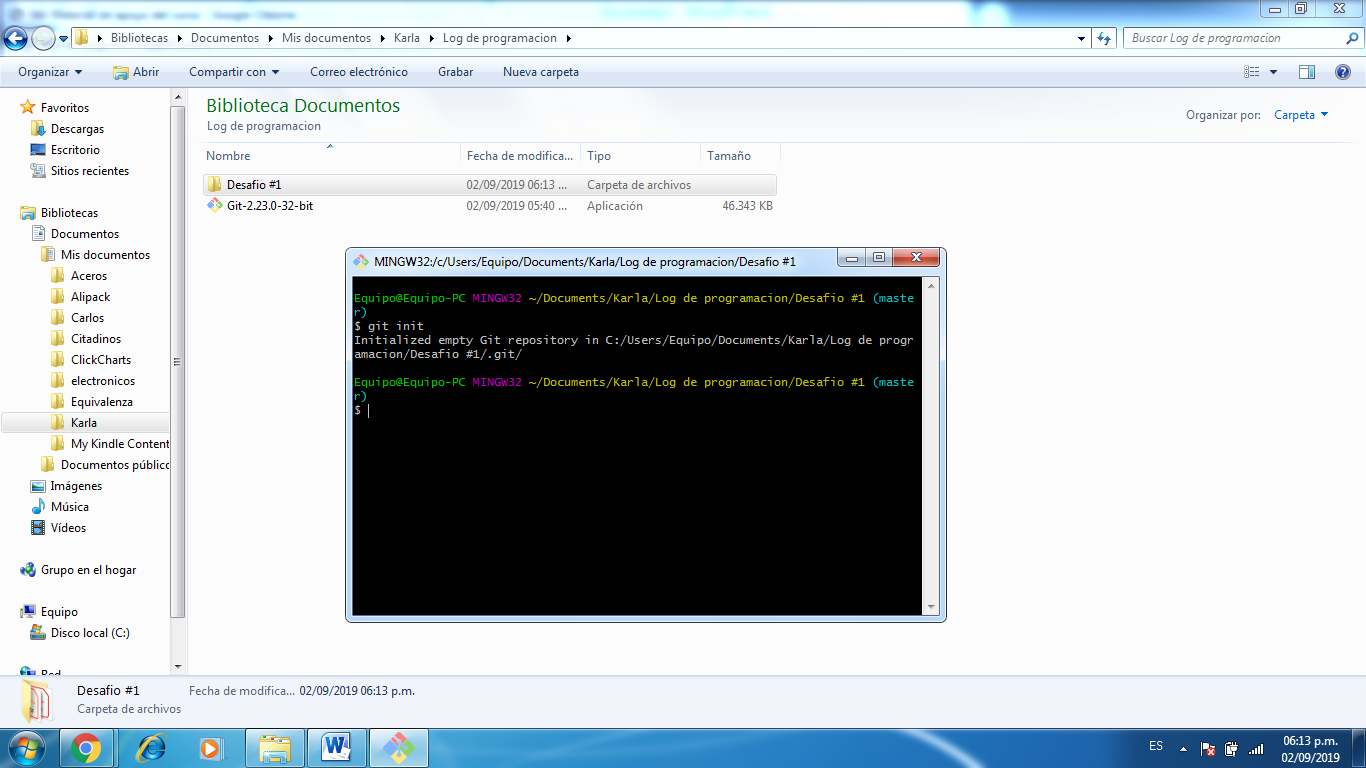 Bibliotecas Documentos Mis documentos Karla Log de programacion
Buscar Log de programacion
Organizar Abrir Compartir con Correo electrónico Grabar Nueva carpeta
Favoritos
Descargas
Escritorio
Sitios recientes
Bibliotecas
Documentos
Mis documentos
Aceros
Alipack
Carlos
Citadinos
ClickCharts
electronicos
Equivalenza
Karla
My Kindle Content
Documentos públicc
Imágenes
Música
Vídeos
Grupo en el hogar
Equipo
Disco local (C:)
Red
Biblioteca Documentos
Log de programacion
Organizar por: Carpeta
Nombre Fecha de modifica... Tipo Tamaño
Desafio #1 02/09/2019 06:13 ... Carpeta de archivos
Git-2.23.0-32-bit 02/09/2019 05:40 ... Aplicación 46.343 KB
MINGW32:/c/Users/Equipo/Documents/Karla/Log de programacion/Desafio #1
Equipo@Equipo-PC MINGW32 ~/Documents/Karla/Log de programacion/Desafio #1 (maste
r)
$ git init
Initialized empty Git repository in C:/Users/Equipo/Documents/Karla/Log de progr
amacion/Desafio #1/.git/
Equipo@Equipo-PC MINGW32 ~/Documents/Karla/Log de programacion/Desafio #1 (maste
r)
$
Desafio #1 Fecha de modifica... 02/09/2019 06:13 p.m.
Carpeta de archivos
ES
06:13 p.m.
02/09/2019